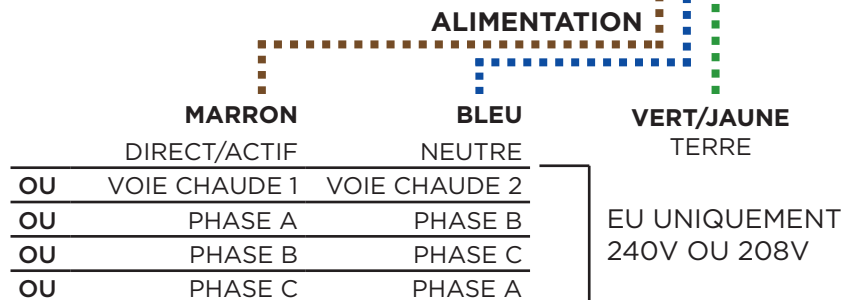 ALIMENTATION
MARRON BLEU VERT/JAUNE
DIRECT/ACTIF NEUTRE TERRE
OU VOIE CHAUDE 1 VOIE CHAUDE 2
OU PHASE A PHASE B
OU PHASE B PHASE C
OU PHASE C PHASE A
EU UNIQUEMENT
240V OU 208V